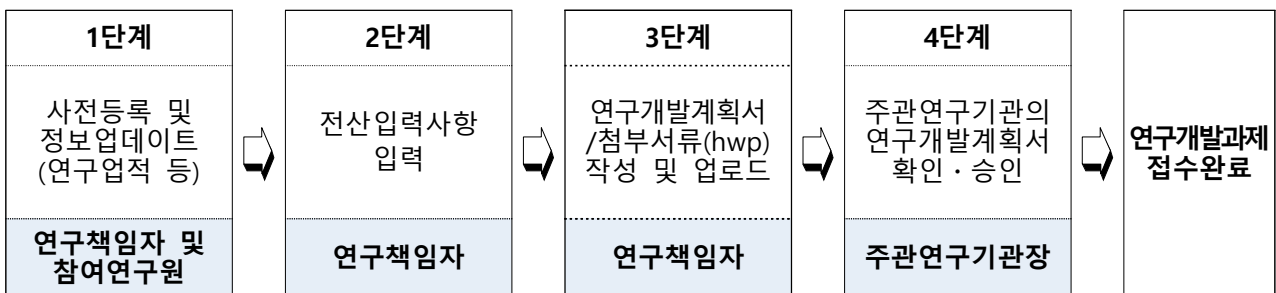 1단계
사전등록 및
정보업데이트
(연구업적 등)
연구책임자 및
참여연구원
2단계
전산입력사항
입력
연구책임자
3단계
연구개발계획서
/첨부서류(hwp)
작성 및 업로드
연구책임자
4단계
주관연구기관의
연구개발계획서
확인・승인
주관연구기관장
연구개발과제
접수완료